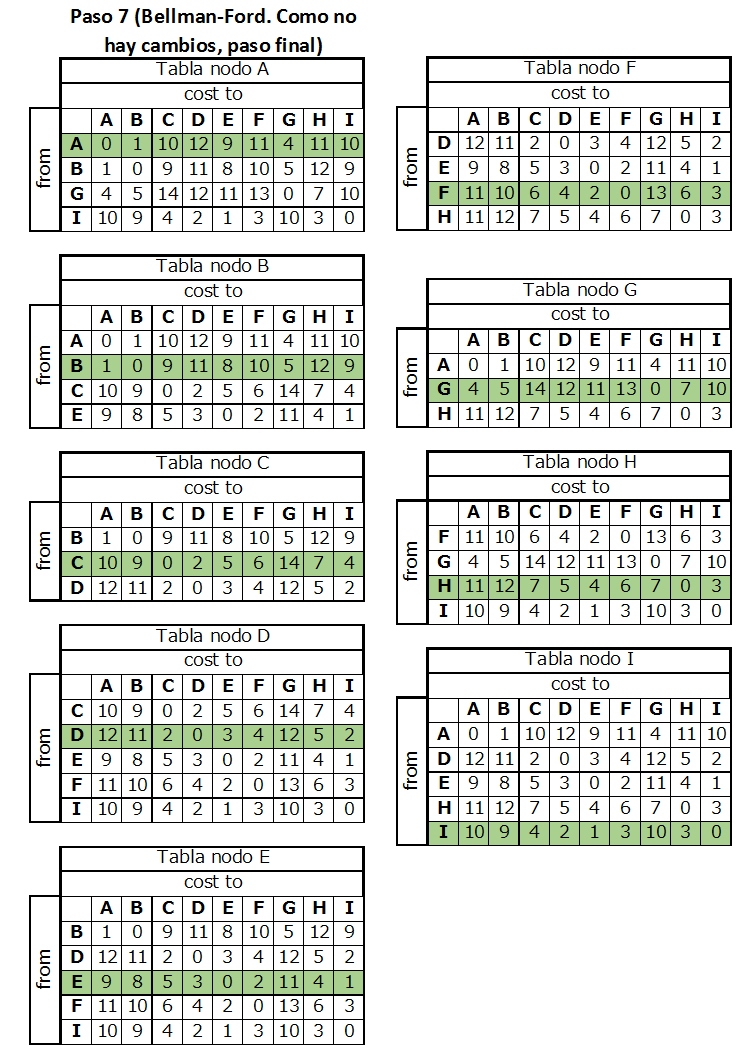 Paso 7 (Bellman-Ford. Como no
hay cambios, paso final)
Tabla nodo A
cost to
from
A B C D E F G H I
A 0 1 10 12 9 11 4 11 10
B 1 0 9 11 8 10 5 12 9
G 4 5 14 12 11 13 0 7 10
I 10 9 4 2 1 3 10 3 0
Tabla nodo B
cost to
from
A B C D E F G H I
A 0 1 10 12 9 11 4 11 10
B 1 0 9 11 8 10 5 12 9
C 10 9 0 2 5 6 14 7 4
E 9 8 5 3 0 2 11 4 1
Tabla nodo C
cost to
from
A B C D E F G H I
B 1 0 9 11 8 10 5 12 9
C 10 9 0 2 5 6 14 7 4
D 12 11 2 0 3 4 12 5 2
Tabla nodo D
cost to
from
A B C D E F G H I
C 10 9 0 2 5 6 14 7 4
D 12 11 2 0 3 4 12 5 2
E 9 8 5 3 0 2 11 4 1
F 11 10 6 4 2 0 13 6 3
I 10 9 4 2 1 3 10 3 0
Tabla nodo E
cost to
from
A B C D E F G H I
B 1 0 9 11 8 10 5 12 9
D 12 11 2 0 3 4 12 5 2
E 9 8 5 3 0 2 11 4 1
F 11 10 6 4 2 0 13 6 3
I 10 9 4 2 1 3 10 3 0
Tabla nodo F
cost to
from
A B C D E F G H I
D 12 11 2 0 3 4 12 5 2
E 9 8 5 3 0 2 11 4 1
F 11 10 6 4 2 0 13 6 3
H 11 12 7 5 4 6 7 0 3
Tabla nodo G
cost to
from
A B C D E F G H I
A 0 1 10 12 9 11 4 11 10
G 4 5 14 12 11 13 0 7 10
H 11 12 7 5 4 6 7 0 3
Tabla nodo H
cost to
from
A B C D E F G H I
F 11 10 6 4 2 0 13 6 3
G 4 5 14 12 11 13 0 7 10
H 11 12 7 5 4 6 7 0 3
I 10 9 4 2 1 3 10 3 0
Tabla nodo I
cost to
from
A B C D E F G H I
A 0 1 10 12 9 11 4 11 10
D 12 11 2 0 3 4 12 5 2
E 9 8 5 3 0 2 11 4 1
H 11 12 7 5 4 6 7 0 3
I 10 9 4 2 1 3 10 3 0